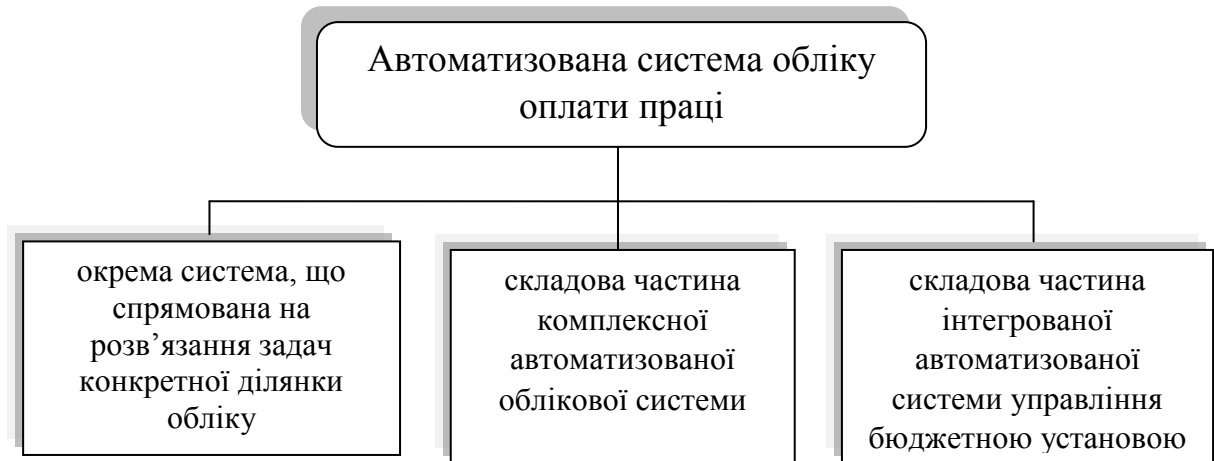 Автоматизована система обліку
оплати праці
окрема система, що
спрямована на
розв’язання задач
конкретної ділянки
обліку
складова частина
комплексної
автоматизованої
облікової системи
складова частина
інтегрованої
автоматизованої
системи управління
бюджетною установою